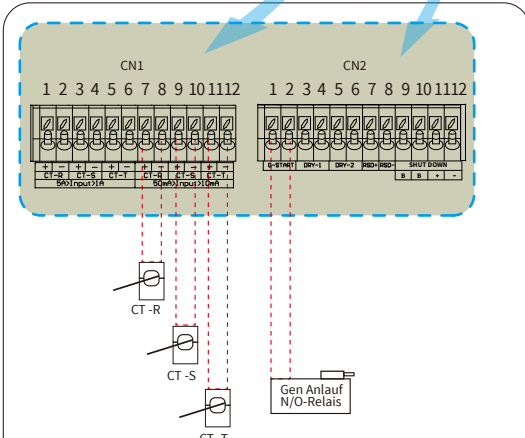 CN1
1 2 3 4 5 6 7 8 9 10 11 12
+ − + − + − + − + − + −
CT-R CT-S CT-T CT-R CT-S CT-T
5A>Input>1A 50mA>Input>10mA
CN2
1 2 3 4 5 6 7 8 9 10 11 12
G-START DRY-1 DRY-2 RSD+ RSD- SHUT DOWN
B B + −
CT -R
CT -S
CT -T
Gen Anlauf
N/O-Relais